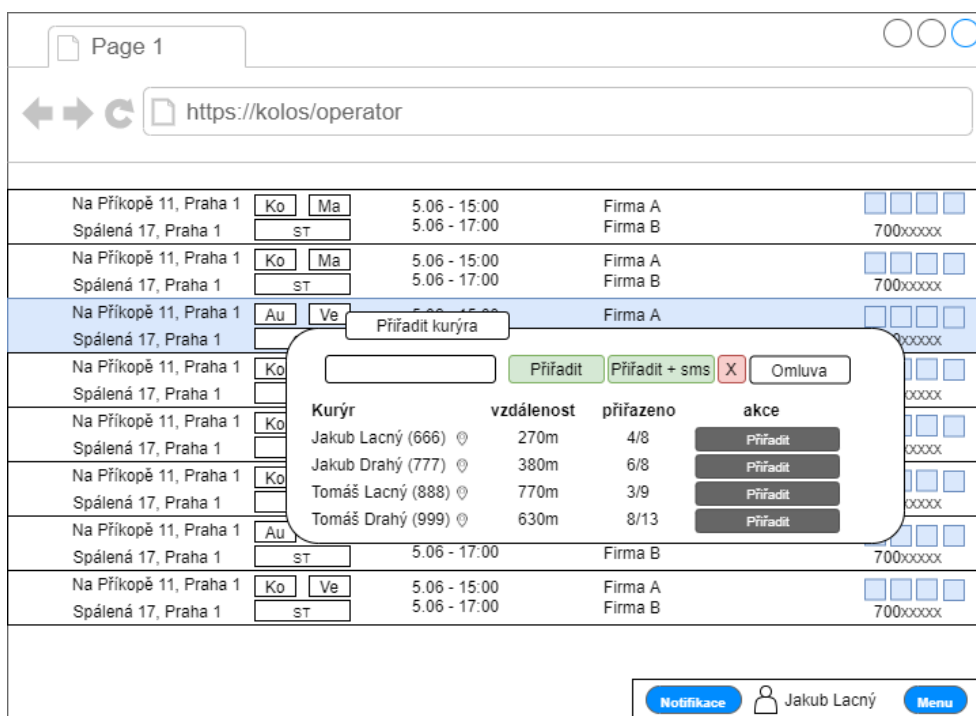 Page 1
https://kolos/operator
Na Příkopě 11, Praha 1 Ko Ma 5.06 - 15:00 Firma A
Spálená 17, Praha 1 ST 5.06 - 17:00 Firma B 700xxxxx
Na Příkopě 11, Praha 1 Ko Ma 5.06 - 15:00 Firma A
Spálená 17, Praha 1 ST 5.06 - 17:00 Firma B 700xxxxx
Na Příkopě 11, Praha 1 Au Ve Firma A
Přiřadit kurýra
Spálená 17, Praha 1
Přiřadit Přiřadit + sms X Omluva
Na Příkopě 11, Praha 1 Ko
Spálená 17, Praha 1
Na Příkopě 11, Praha 1 Ko
Spálená 17, Praha 1
Na Příkopě 11, Praha 1 Ko
Spálená 17, Praha 1
Kurýr vzdálenost přiřazeno akce
Jakub Lacný (666) 270m 4/8 Přiřadit
Jakub Drahý (777) 380m 6/8 Přiřadit
Tomáš Lacný (888) 770m 3/9 Přiřadit
Tomáš Drahý (999) 630m 8/13 Přiřadit
Na Příkopě 11, Praha 1 Au
Spálená 17, Praha 1 ST 5.06 - 17:00 Firma B 700xxxxx
Na Příkopě 11, Praha 1 Ko Ve 5.06 - 15:00 Firma A
Spálená 17, Praha 1 ST 5.06 - 17:00 Firma B 700xxxxx
Notifikace Jakub Lacný Menu